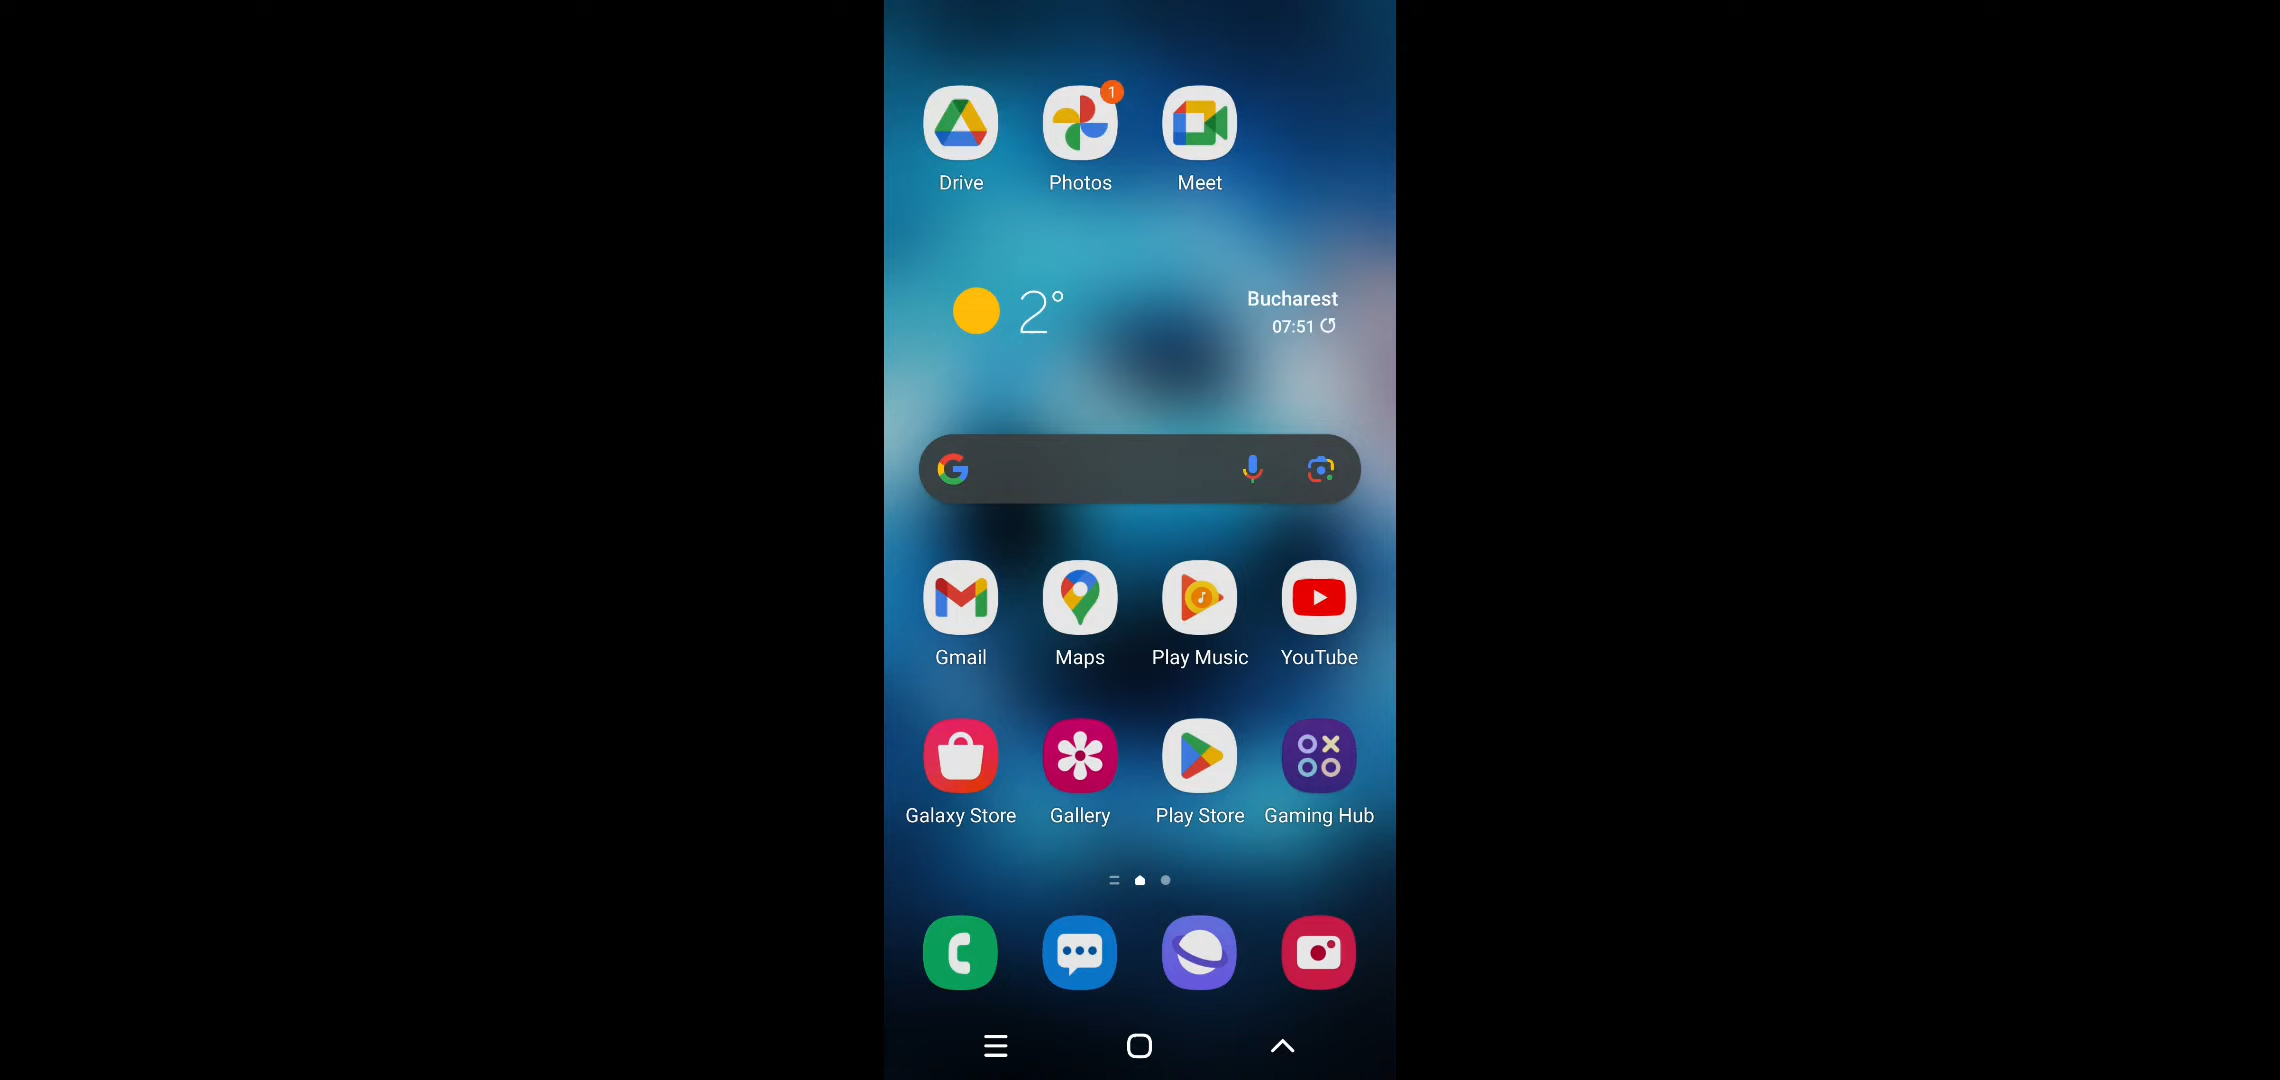 1
Drive Photos Meet
2°
Bucharest
07:51
Gmail Maps Play Music YouTube
Galaxy Store Gallery Play Store Gaming Hub